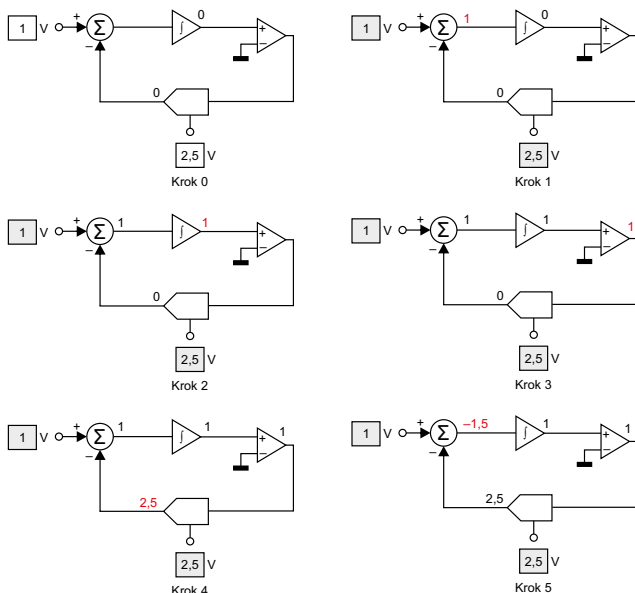 1 V + Σ ∫ 0 + −
−
0
2,5 V
Krok 0
1 V + Σ 1 ∫ 0 + −
−
0
2,5 V
Krok 1
1 V + Σ 1 ∫ 1 + −
−
0
2,5 V
Krok 2
1 V + Σ 1 ∫ 1 + − 1
−
0
2,5 V
Krok 3
1 V + Σ 1 ∫ 1 + − 1
−
2,5
2,5 V
Krok 4
1 V + Σ −1,5 ∫ 1 + − 1
−
2,5
2,5 V
Krok 5